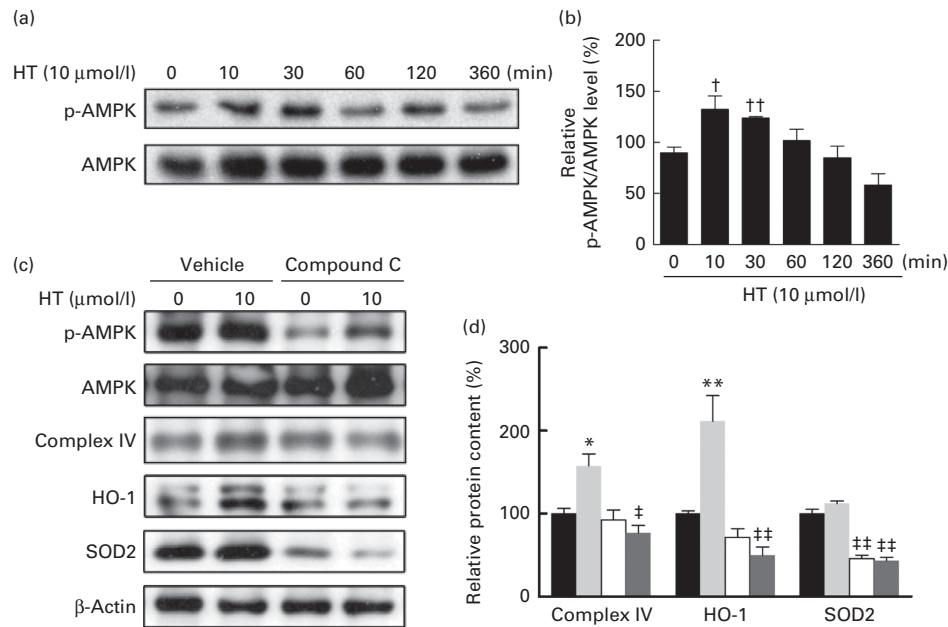 (a)
HT (10 μmol/l) 0 10 30 60 120 360 (min)
p-AMPK
AMPK
(b)
Relative
p-AMPK/AMPK level (%)
200
150
100
50
0
† ††
0 10 30 60 120 360 (min)
HT (10 μmol/l)
(c)
Vehicle Compound C
HT (μmol/l) 0 10 0 10
p-AMPK
AMPK
Complex IV
HO-1
SOD2
β-Actin
(d)
Relative protein content (%)
300
200
100
0
* ‡ ** ‡‡ ‡‡ ‡‡
Complex IV HO-1 SOD2